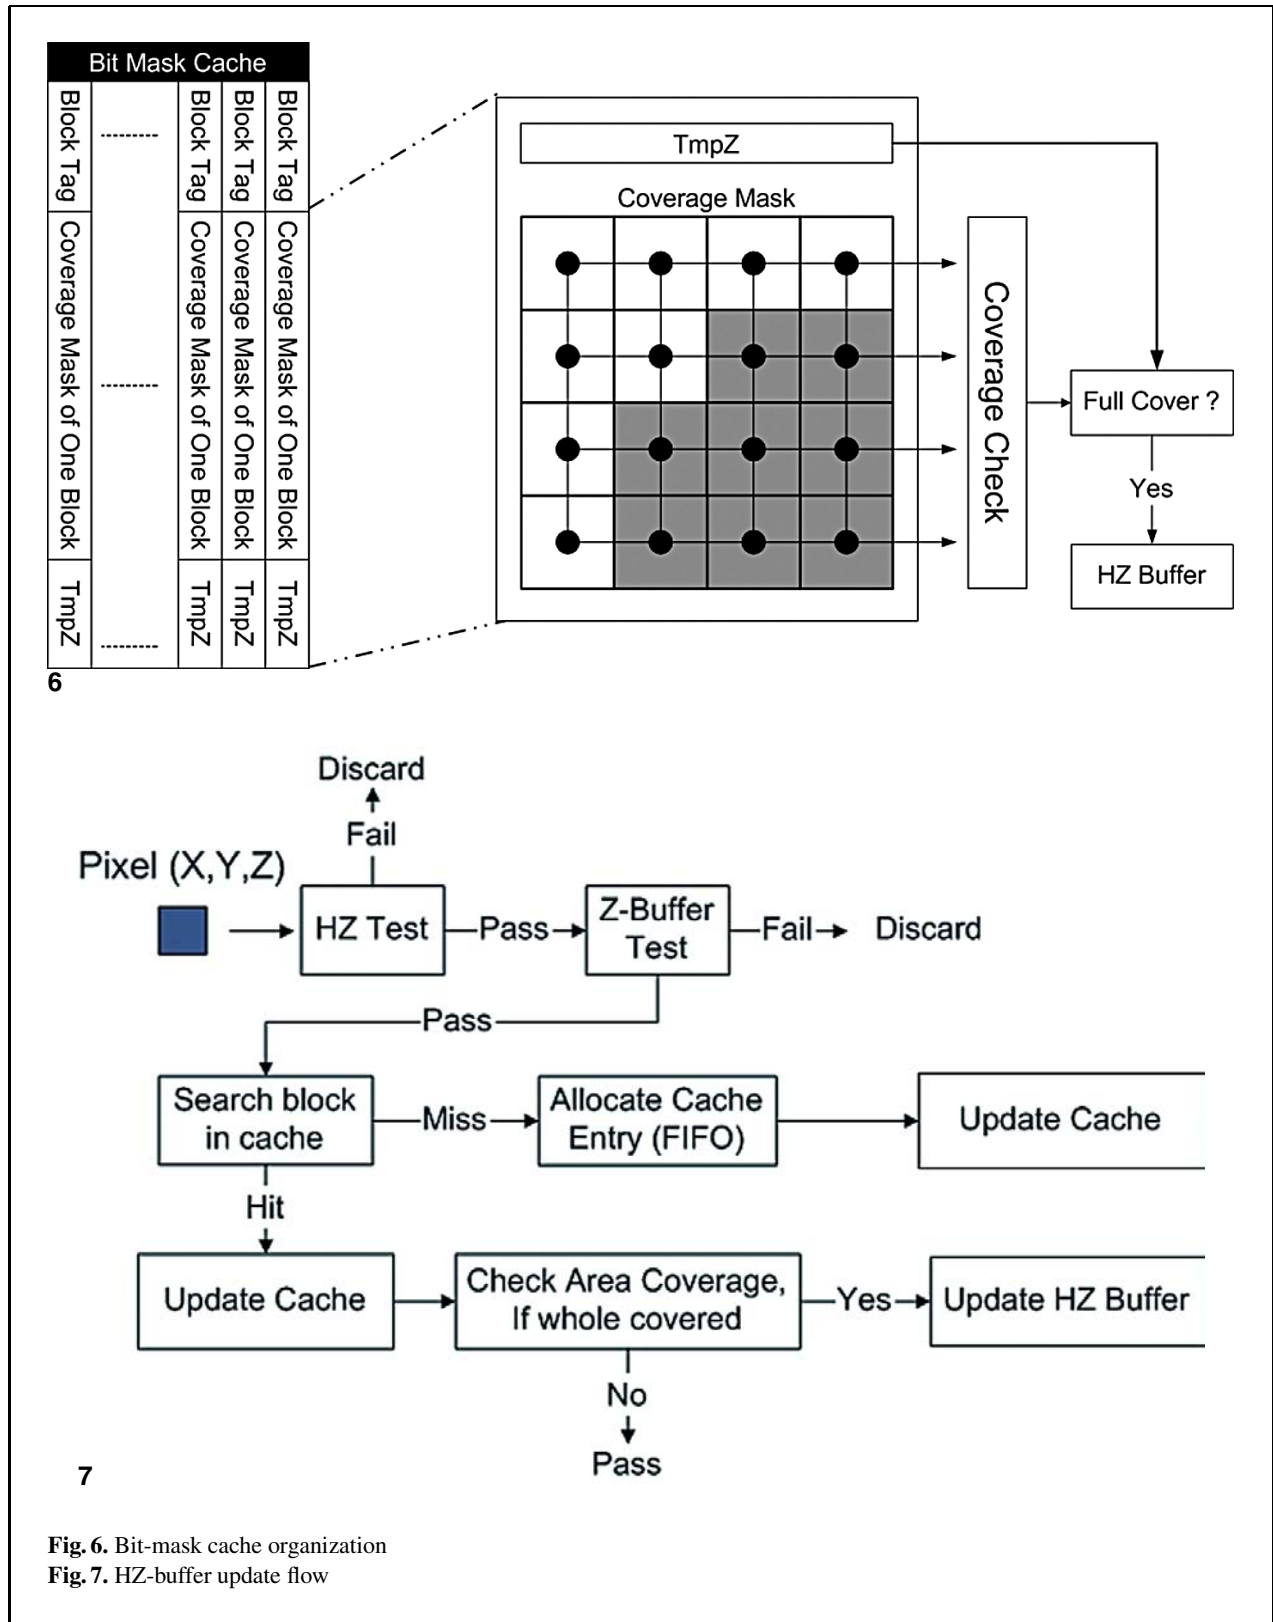 Bit Mask Cache
Block Tag
Block Tag
Block Tag
Block Tag
Coverage Mask of One Block
Coverage Mask of One Block
Coverage Mask of One Block
Coverage Mask of One Block
TmpZ
TmpZ
TmpZ
TmpZ
TmpZ
Coverage Mask
Coverage Check
Full Cover ?
Yes
HZ Buffer
6
Discard
Fail
Pixel (X,Y,Z)
HZ Test
Pass
Z-Buffer
Test
Fail
Discard
Pass
Search block
in cache
Miss
Allocate Cache
Entry (FIFO)
Update Cache
Hit
Update Cache
Check Area Coverage,
If whole covered
Yes
Update HZ Buffer
No
Pass
7
Fig. 6. Bit-mask cache organization
Fig. 7. HZ-buffer update flow